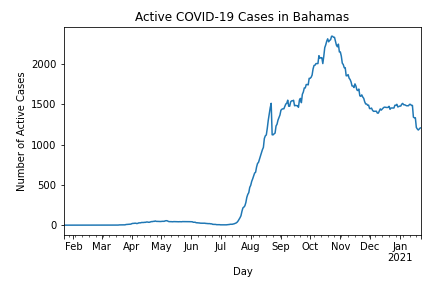 Active COVID-19 Cases in Bahamas
Number of Active Cases
2000
1500
1000
500
0
Feb Mar Apr May Jun Jul Aug Sep Oct Nov Dec Jan
2021
Day